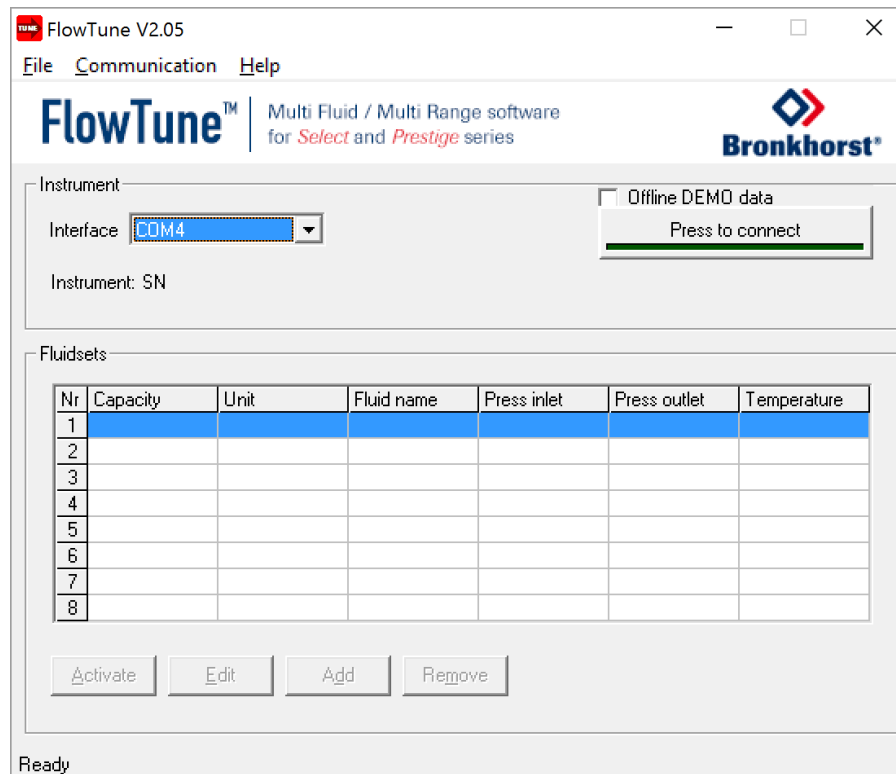 TUNE FlowTune V2.05
File Communication Help
FlowTune™
Multi Fluid / Multi Range software
for Select and Prestige series
Bronkhorst®
Instrument
Offline DEMO data
Interface COM4 Press to connect
Instrument: SN
Fluidsets
Nr Capacity Unit Fluid name Press inlet Press outlet Temperature
1
2
3
4
5
6
7
8
Activate Edit Add Remove
Ready